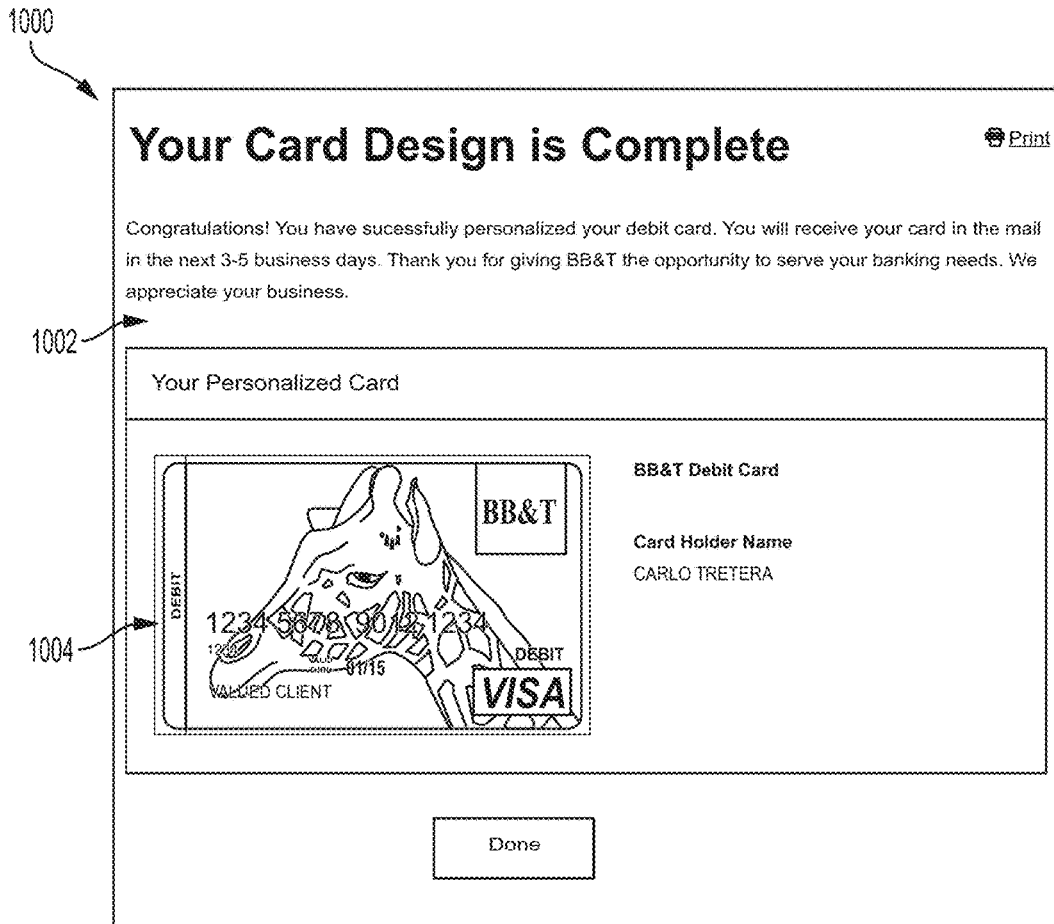 1000
Your Card Design is Complete
Print
Congratulations! You have sucessfully personalized your debit card. You will receive your card in the mail
in the next 3-5 business days. Thank you for giving BB&T the opportunity to serve your banking needs. We
appreciate your business.
1002
Your Personalized Card
BB&T Debit Card
BB&T
Card Holder Name
CARLO TRETERA
DEBIT
1234 5678 9012 1234
1004
DEBIT
01/15
VALUED CLIENT
VISA
Done